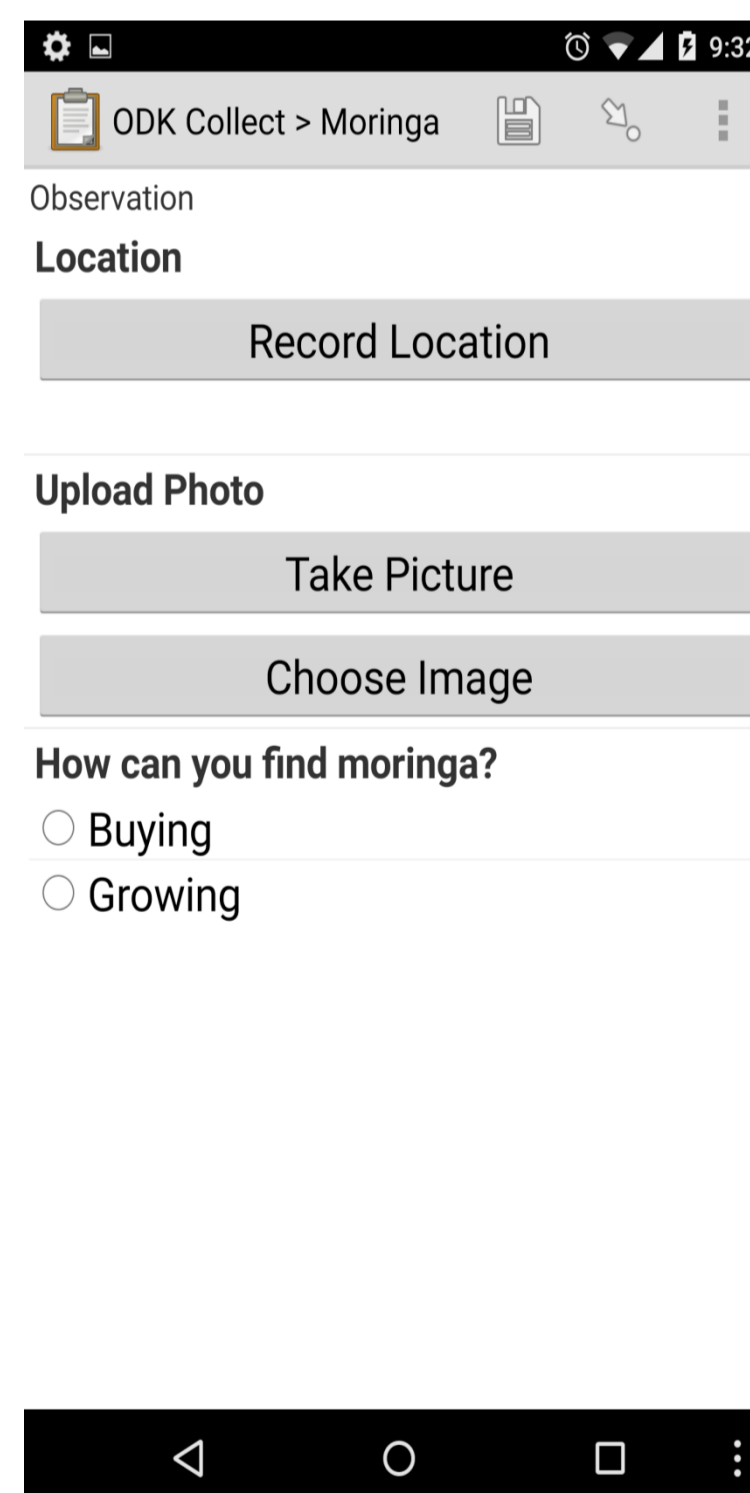 9:32
ODK Collect > Moringa
Observation
Location
Record Location
Upload Photo
Take Picture
Choose Image
How can you find moringa?
Buying
Growing